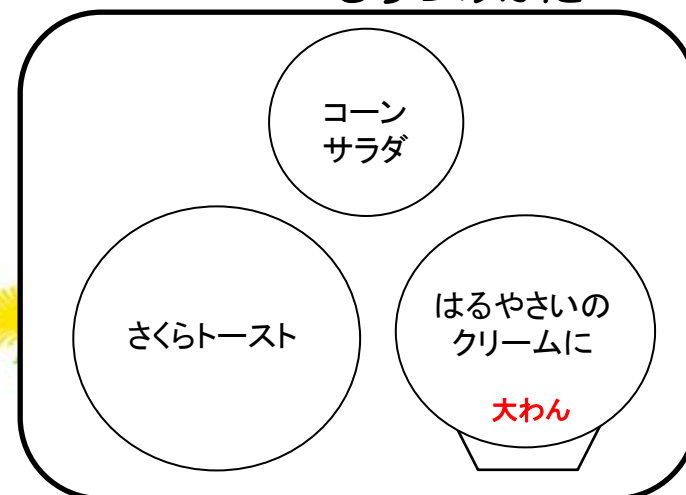 コーン
サラダ
さくらトースト
はるやさいの
クリームに
大わん